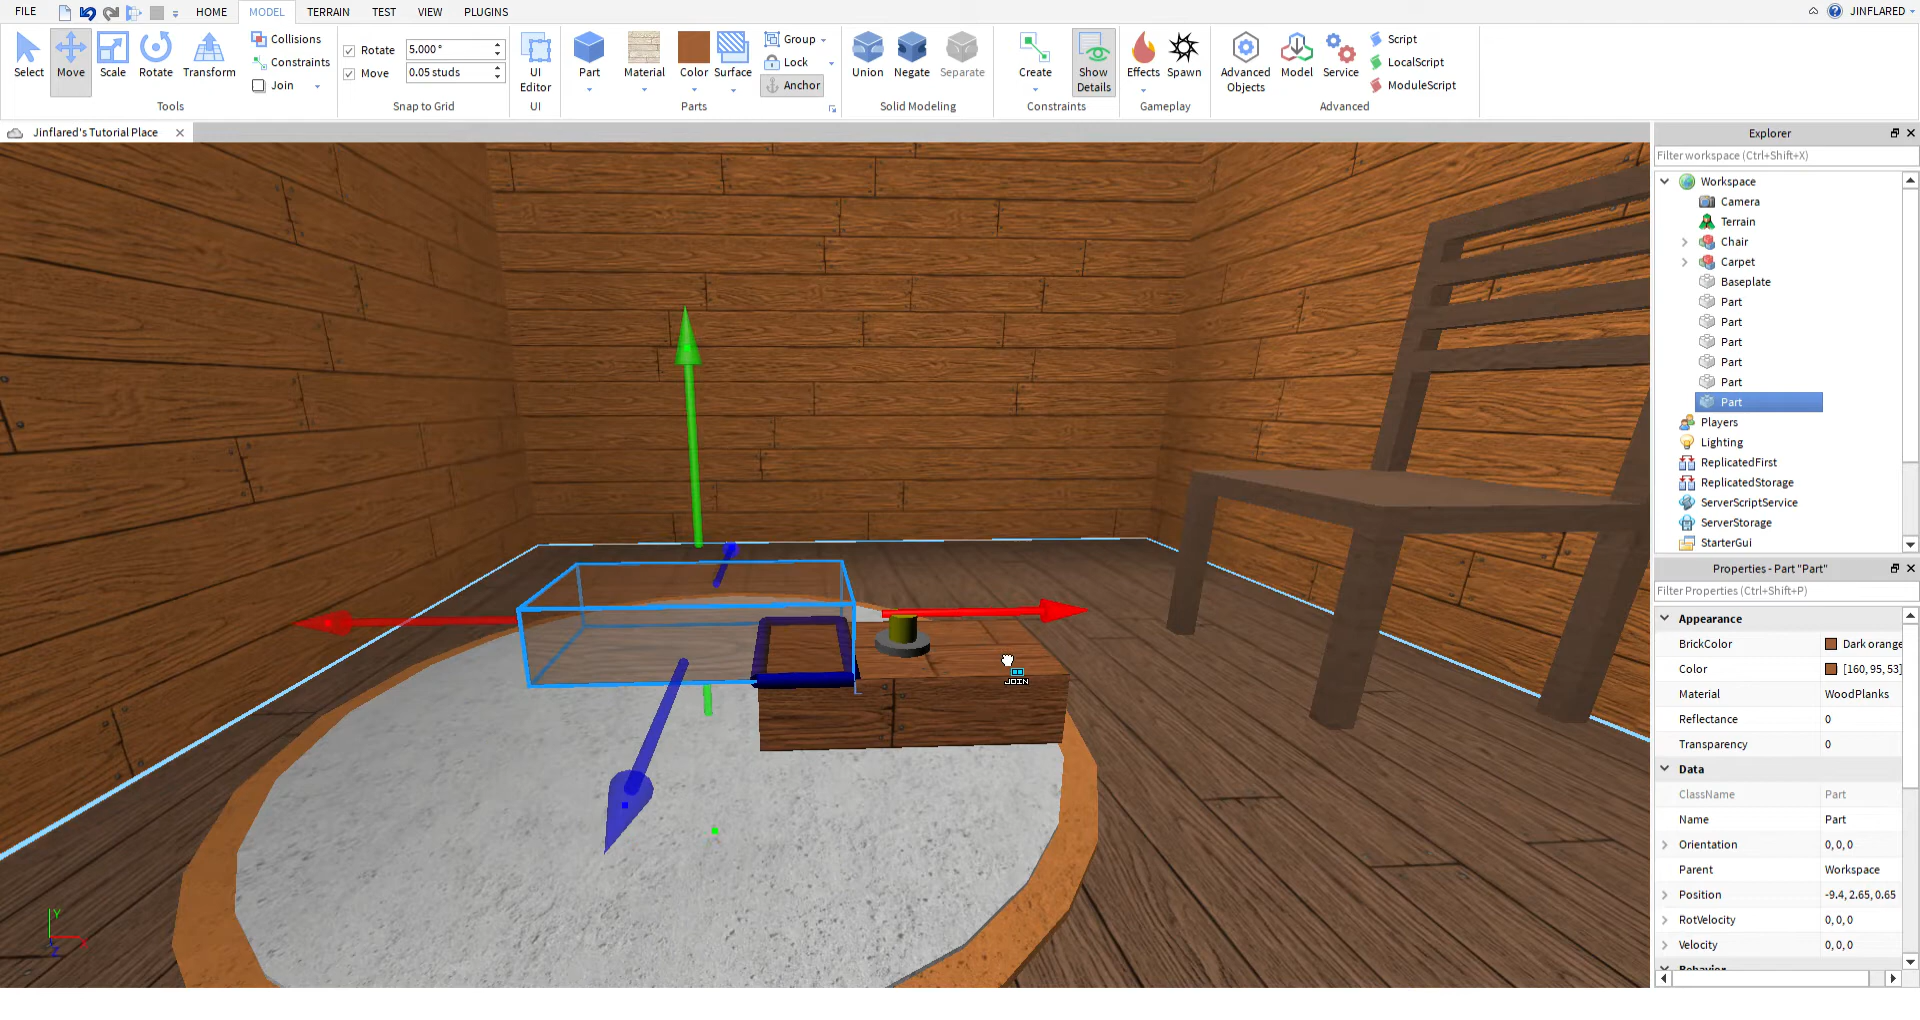 FILE
HOME
MODEL
TERRAIN
TEST
VIEW
PLUGINS
JINFLARED
Select
Move
Scale
Rotate
Transform
Collisions
Constraints
Join
Tools
Rotate
5.000 °
Move
0.05 studs
Snap to Grid
UI
Editor
UI
Part
Material
Color
Surface
Group
Lock
Anchor
Parts
Union
Negate
Separate
Solid Modeling
Create
Show
Details
Constraints
Effects
Spawn
Gameplay
Advanced
Objects
Model
Service
Script
LocalScript
ModuleScript
Advanced
Jinflared's Tutorial Place
JOIN
Y
X
Z
Explorer
Filter workspace (Ctrl+Shift+X)
Workspace
Camera
Terrain
Chair
Carpet
Baseplate
Part
Part
Part
Part
Part
Part
Players
Lighting
ReplicatedFirst
ReplicatedStorage
ServerScriptService
ServerStorage
StarterGui
Properties - Part "Part"
Filter Properties (Ctrl+Shift+P)
Appearance
BrickColor Dark orange
Color [160, 95, 53]
Material WoodPlanks
Reflectance 0
Transparency 0
Data
ClassName Part
Name Part
Orientation 0, 0, 0
Parent Workspace
Position -9.4, 2.65, 0.65
RotVelocity 0, 0, 0
Velocity 0, 0, 0
Behavior